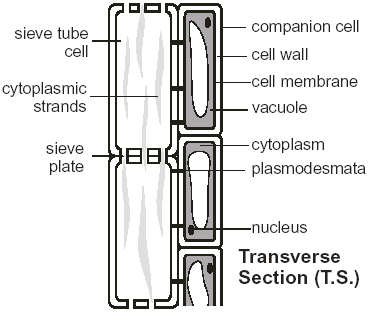 sieve tube
cell
cytoplasmic
strands
sieve
plate
companion cell
cell wall
cell membrane
vacuole
cytoplasm
plasmodesmata
nucleus
Transverse
Section (T.S.)